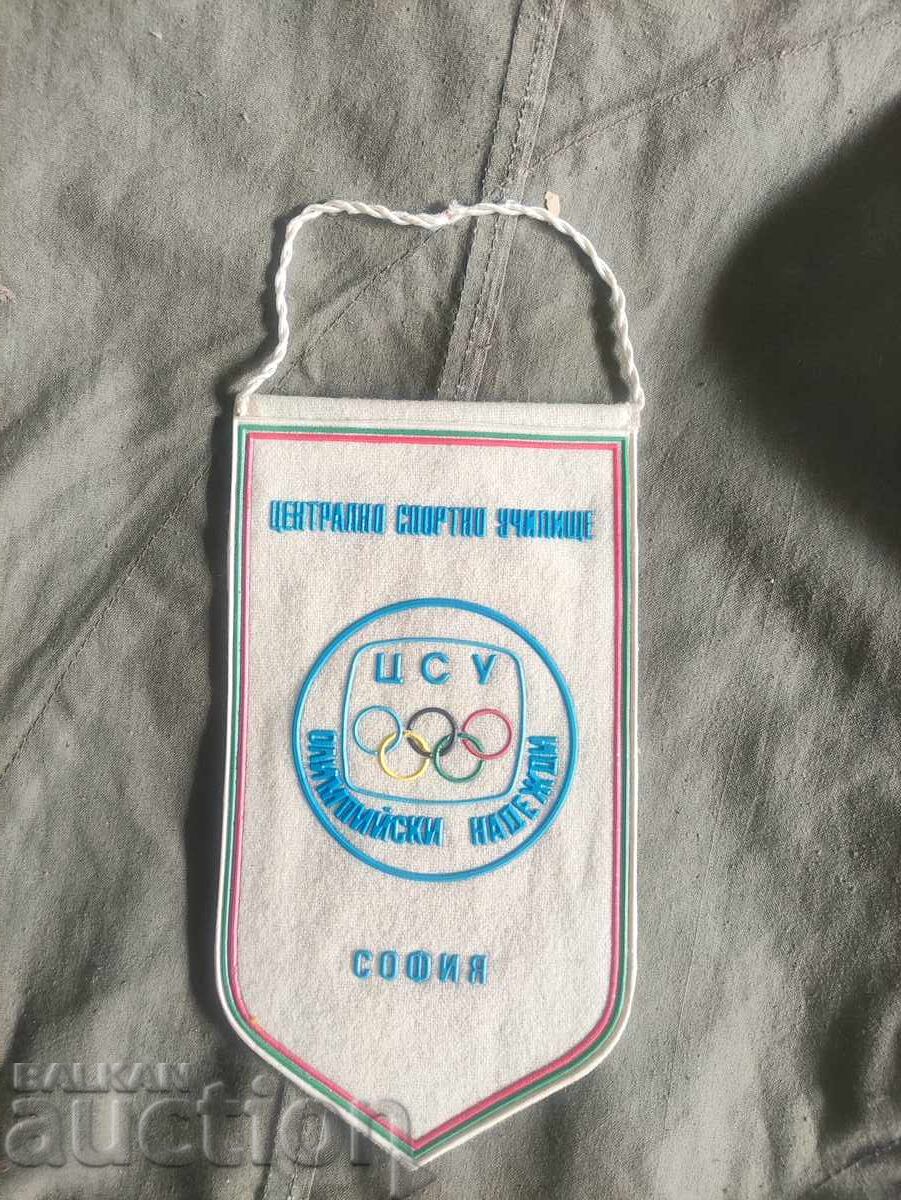 ЦЕНТРАЛНО СПОРТНО УЧИЛИЩЕ
ЦСУ
ОЛИМПИЙСКИ НАДЕЖДИ
СОФИЯ
BALKAN
auction